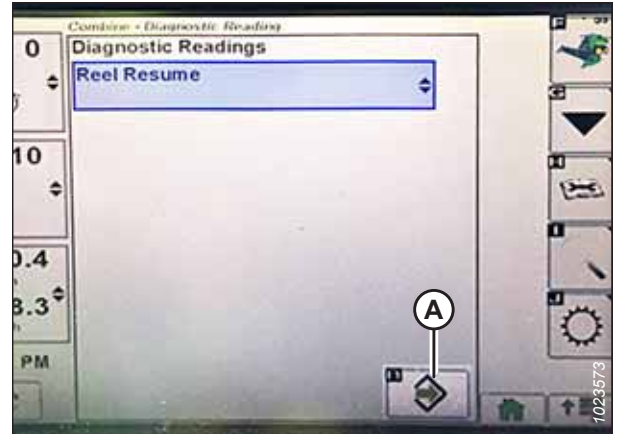 Combine - Diagnostic Reading
Diagnostic Readings
Reel Resume
0
10
0.4
8.3
PM
A
1023573